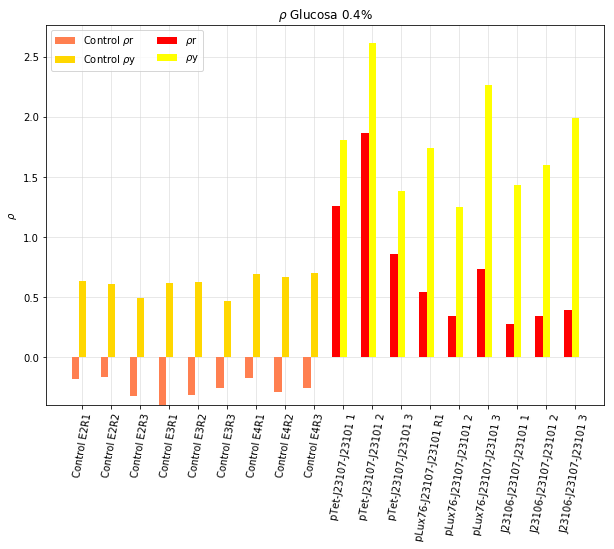 ρ Glucosa 0.4%
Control ρr
Control ρy
ρr
ρy
2.5
2.0
1.5
1.0
0.5
0.0
ρ
Control E2R1
Control E2R2
Control E2R3
Control E3R1
Control E3R2
Control E3R3
Control E4R1
Control E4R2
Control E4R3
pTet-J23107-J23101 1
pTet-J23107-J23101 2
pTet-J23107-J23101 3
pLux76-J23107-J23101 R1
pLux76-J23107-J23101 2
pLux76-J23107-J23101 3
J23106-J23107-J23101 1
J23106-J23107-J23101 2
J23106-J23107-J23101 3